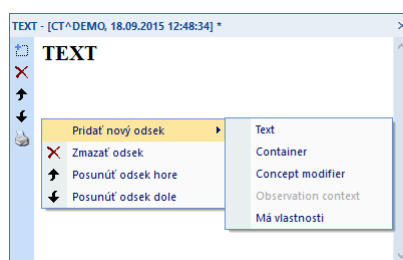 TEXT - [CT^DEMO, 18.09.2015 12:48:34] *
TEXT
Pridať nový odsek
Zmazať odsek
Posunúť odsek hore
Posunúť odsek dole
Text
Container
Concept modifier
Observation context
Má vlastnosti